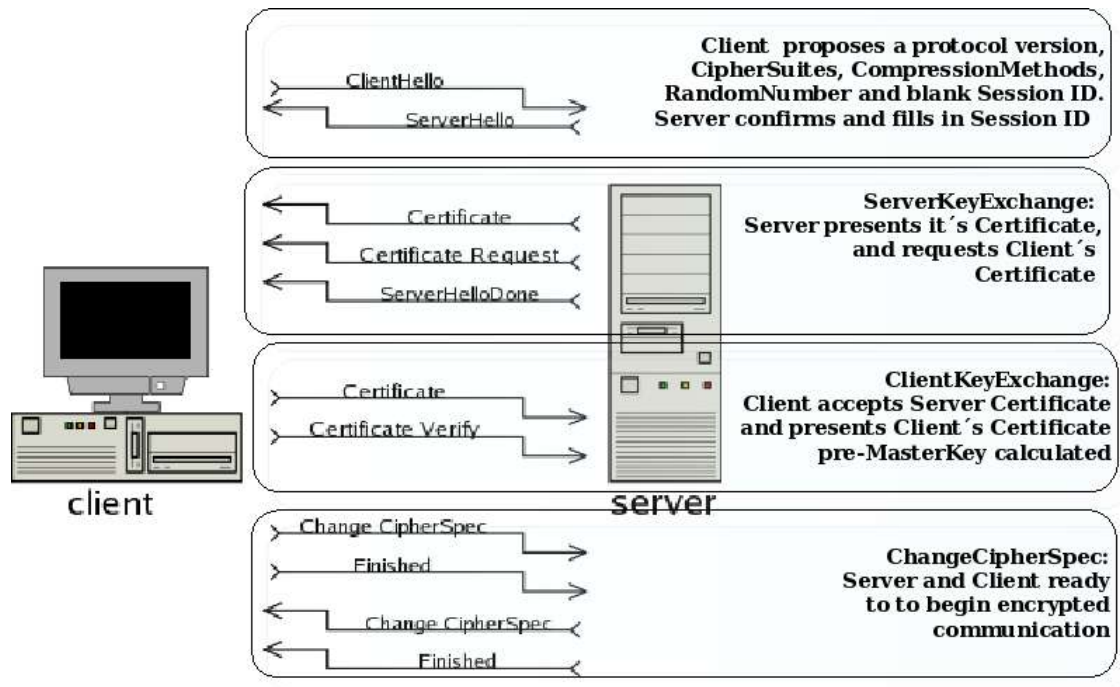 ClientHello
ServerHello
Client proposes a protocol version,
CipherSuites, CompressionMethods,
RandomNumber and blank Session ID.
Server confirms and fills in Session ID
Certificate
Certificate Request
ServerHelloDone
ServerKeyExchange:
Server presents it´s Certificate,
and requests Client´s
Certificate
Certificate
Certificate Verify
ClientKeyExchange:
Client accepts Server Certificate
and presents Client´s Certificate
pre-MasterKey calculated
client
server
Change CipherSpec
Finished
Change CipherSpec
Finished
ChangeCipherSpec:
Server and Client ready
to to begin encrypted
communication